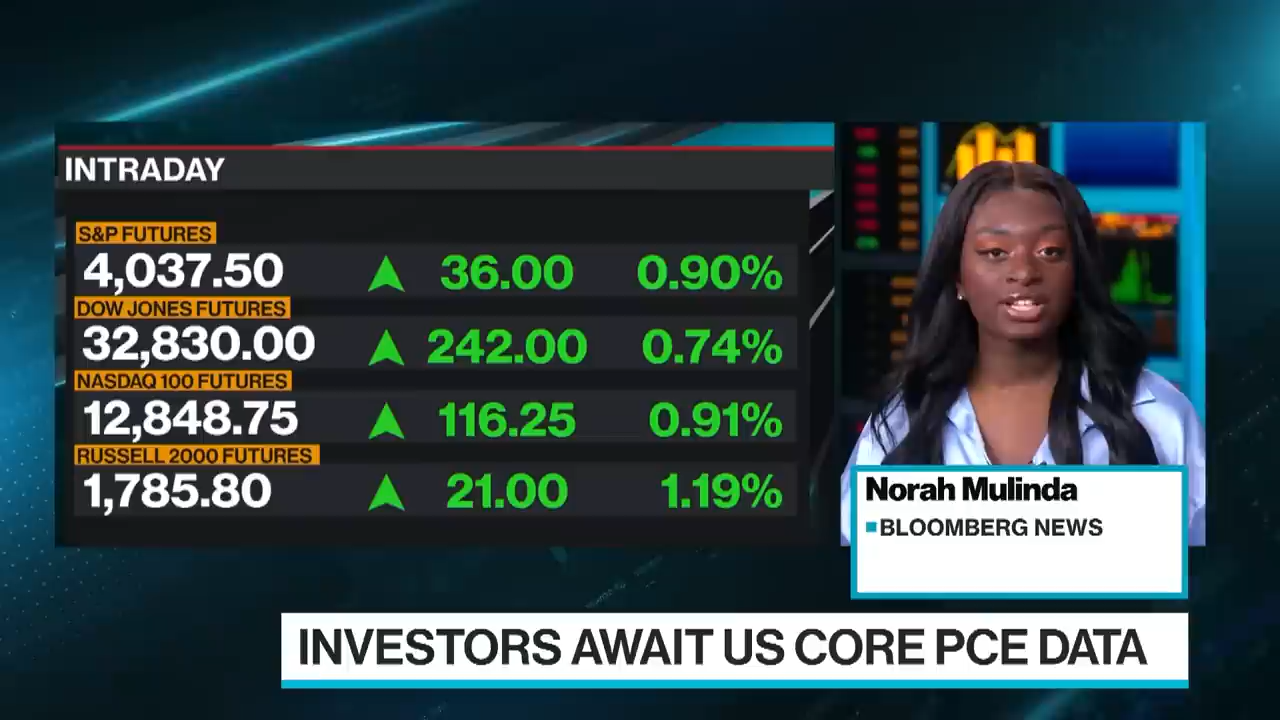 INTRADAY
S&P FUTURES
4,037.50 ▲ 36.00 0.90%
DOW JONES FUTURES
32,830.00 ▲ 242.00 0.74%
NASDAQ 100 FUTURES
12,848.75 ▲ 116.25 0.91%
RUSSELL 2000 FUTURES
1,785.80 ▲ 21.00 1.19%
Norah Mulinda
BLOOMBERG NEWS
INVESTORS AWAIT US CORE PCE DATA